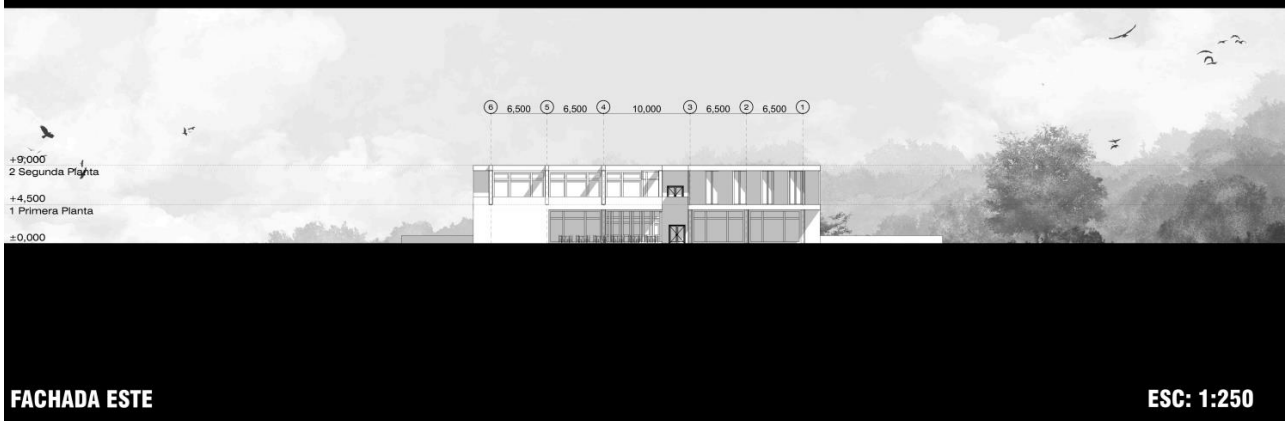 6 6,500 5 6,500 4 10,000 3 6,500 2 6,500 1
+9,000
2 Segunda Planta
+4,500
1 Primera Planta
±0,000
FACHADA ESTE
ESC: 1:250